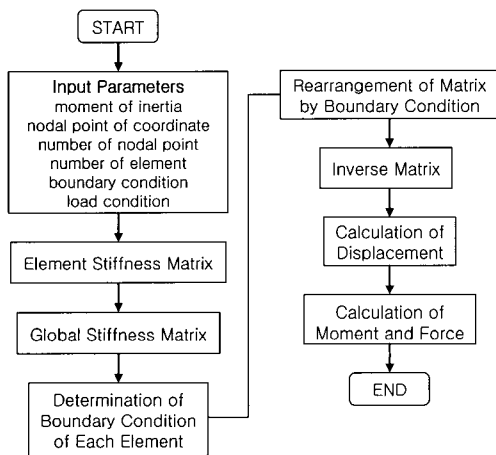 START
Input Parameters
moment of inertia
nodal point of coordinate
number of nodal point
number of element
boundary condition
load condition
Element Stiffness Matrix
Global Stiffness Matrix
Determination of
Boundary Condition
of Each Element
Rearrangement of Matrix
by Boundary Condition
Inverse Matrix
Calculation of
Displacement
Calculation of
Moment and Force
END